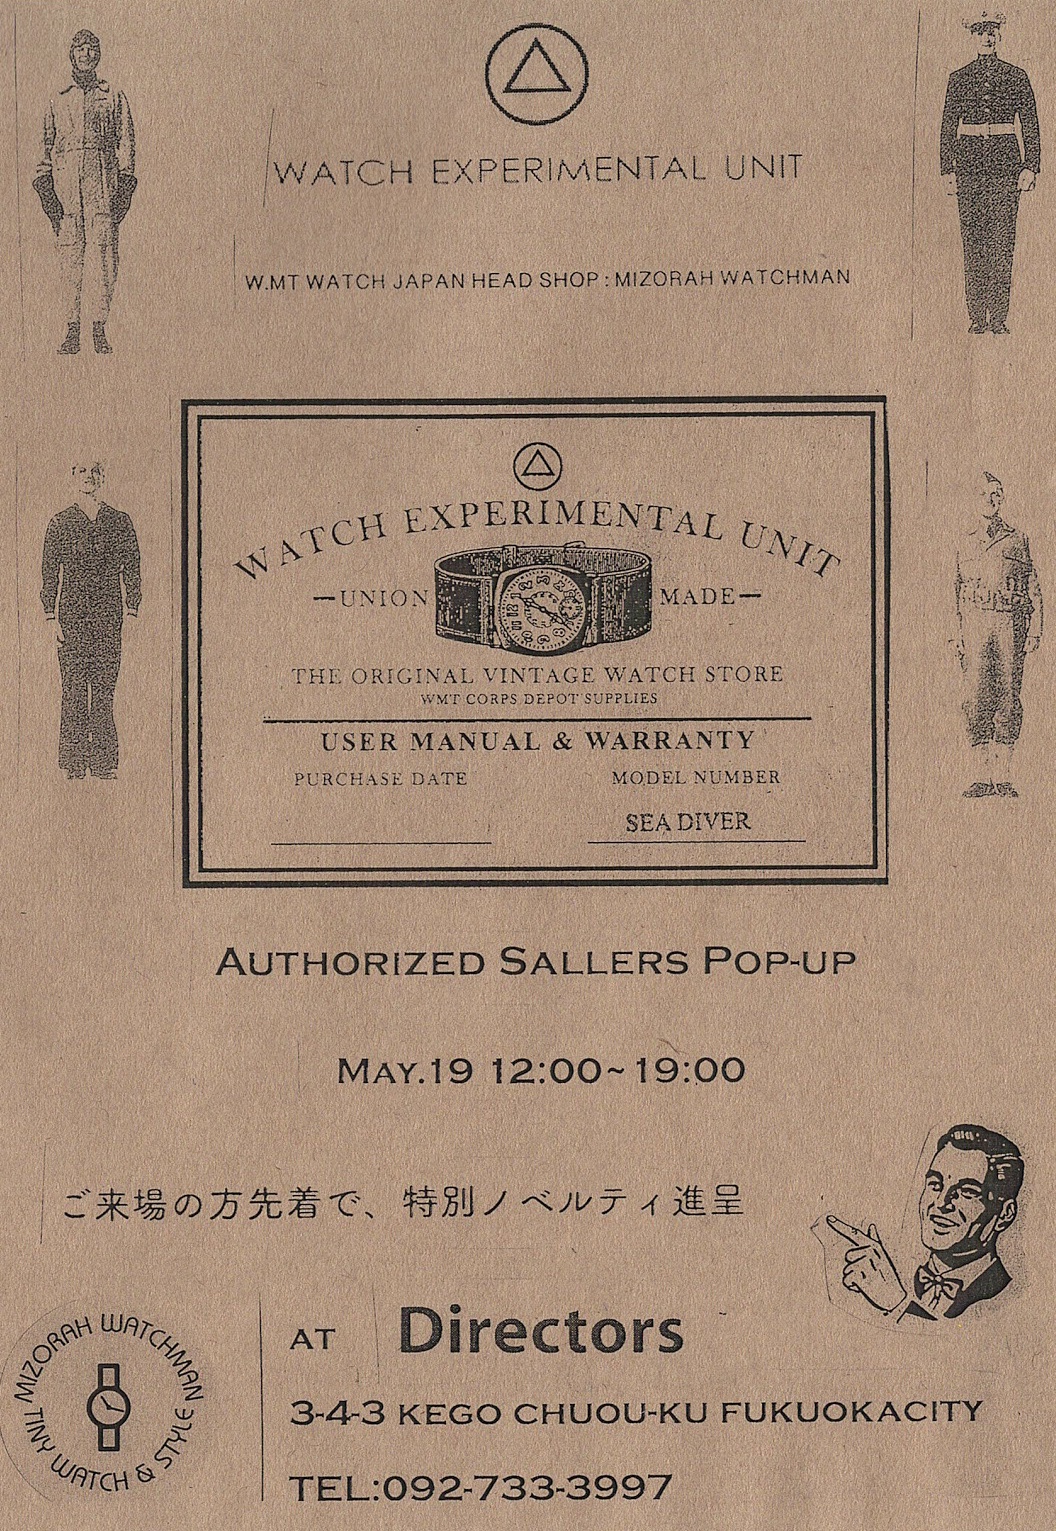 WATCH EXPERIMENTAL UNIT
W.MT WATCH JAPAN HEAD SHOP : MIZORAH WATCHMAN
WATCH EXPERIMENTAL UNIT
—UNION MADE—
THE ORIGINAL VINTAGE WATCH STORE
WMT CORPS DEPOT SUPPLIES
USER MANUAL & WARRANTY
PURCHASE DATE MODEL NUMBER
SEA DIVER
AUTHORIZED SALLERS POP-UP
MAY.19 12:00~19:00
ご来場の方先着で、特別ノベルティ進呈
MIZORAH WATCHMAN
TINY WATCH & STYLE
AT Directors
3-4-3 KEGO CHUOU-KU FUKUOKACITY
TEL:092-733-3997